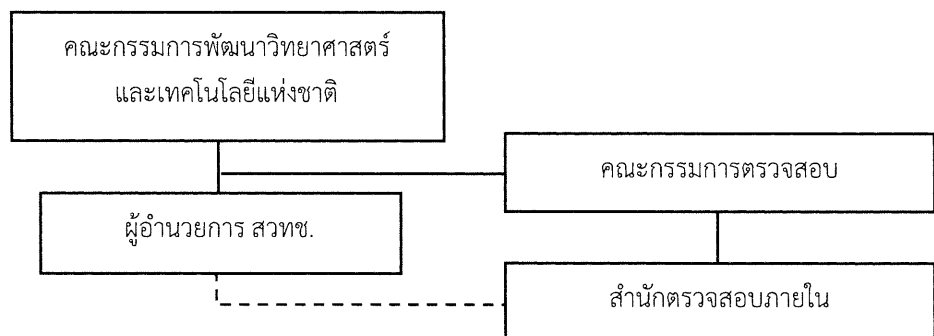 คณะกรรมการพัฒนาวิทยาศาสตร์
และเทคโนโลยีแห่งชาติ
คณะกรรมการตรวจสอบ
ผู้อำนวยการ สวทช.
สำนักตรวจสอบภายใน